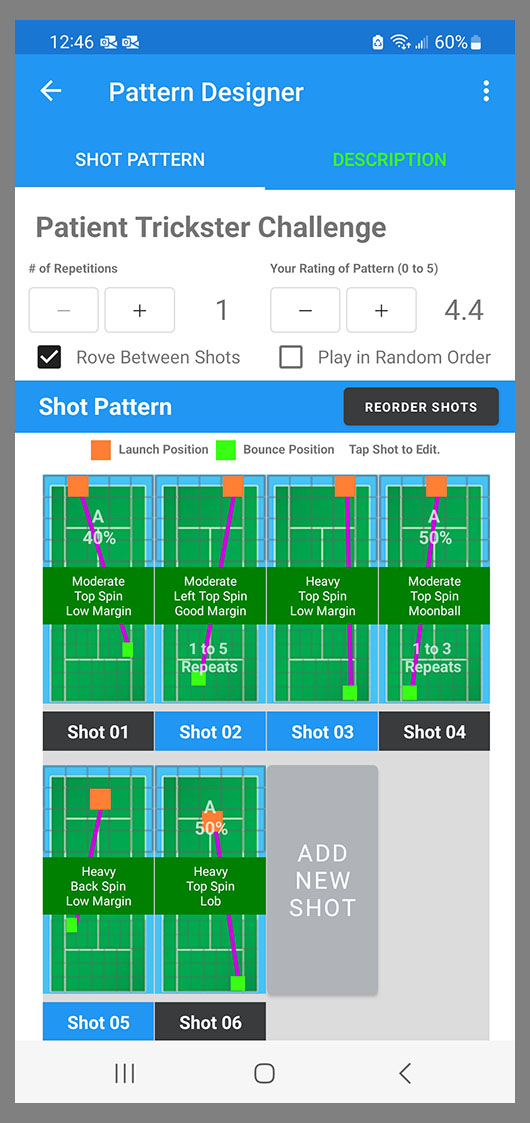 12:46
60%
Pattern Designer
SHOT PATTERN
DESCRIPTION
Patient Trickster Challenge
# of Repetitions
Your Rating of Pattern (0 to 5)
− + 1
− + 4.4
Rove Between Shots
Play in Random Order
Shot Pattern
REORDER SHOTS
Launch Position
Bounce Position
Tap Shot to Edit.
A
40%
Moderate
Top Spin
Low Margin
Shot 01
Moderate
Left Top Spin
Good Margin
1 to 5
Repeats
Shot 02
Heavy
Top Spin
Low Margin
Shot 03
A
50%
Moderate
Top Spin
Moonball
1 to 3
Repeats
Shot 04
Heavy
Back Spin
Low Margin
Shot 05
A
50%
Heavy
Top Spin
Lob
Shot 06
ADD
NEW
SHOT